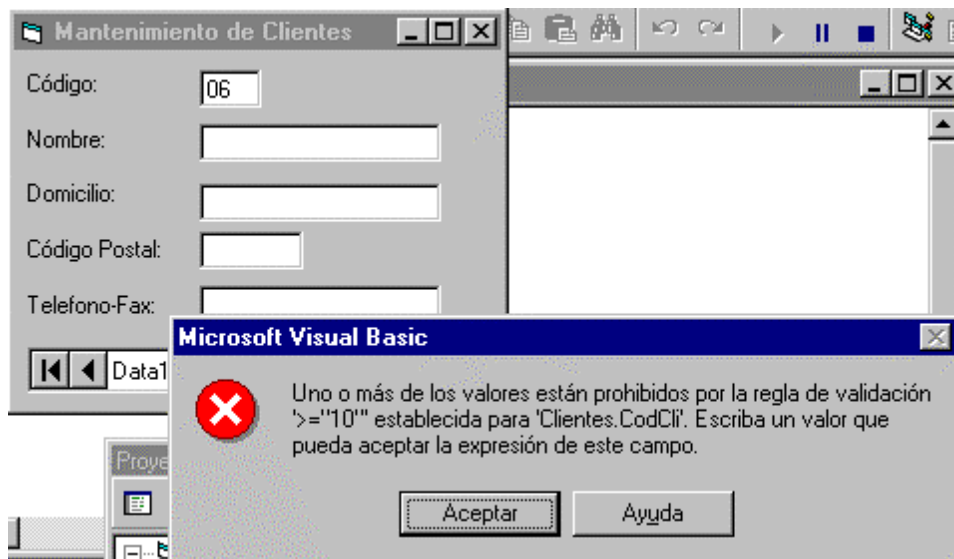 Mantenimiento de Clientes
Código:
06
Nombre:
Domicilio:
Código Postal:
Telefono-Fax:
Data1
Microsoft Visual Basic
Uno o más de los valores están prohibidos por la regla de validación
'>="10"' establecida para 'Clientes.CodCli'. Escriba un valor que
pueda aceptar la expresión de este campo.
Aceptar
Ayuda
Proye